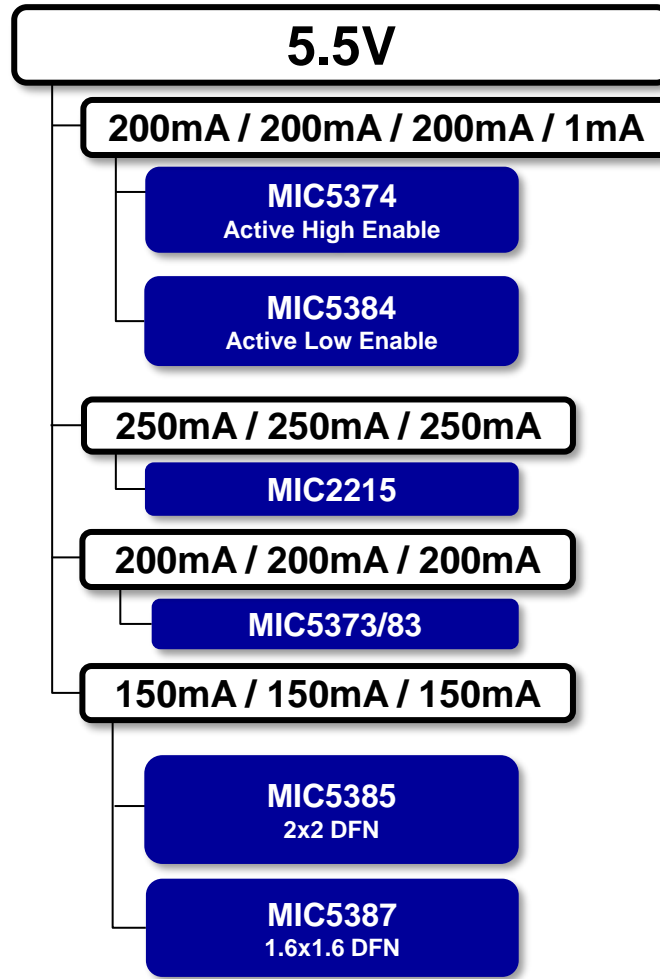 5.5V
200mA / 200mA / 200mA / 1mA
MIC5374
Active High Enable
MIC5384
Active Low Enable
250mA / 250mA / 250mA
MIC2215
200mA / 200mA / 200mA
MIC5373/83
150mA / 150mA / 150mA
MIC5385
2x2 DFN
MIC5387
1.6x1.6 DFN